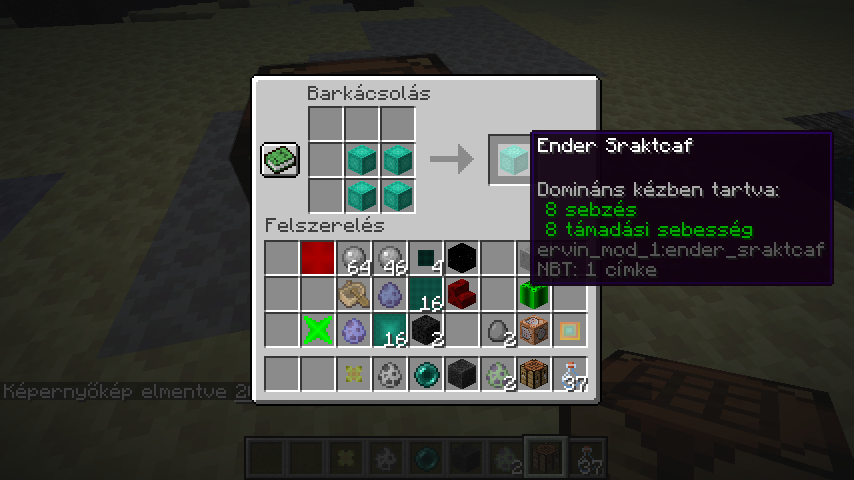 Barkácsolás
Ender Sraktcaf
Domináns kézben tartva:
8 sebzés
8 támadási sebesség
ervin_mod_1:ender_sraktcaf
NBT: 1 címke
Felszerelés
64 46 4
16
16 2 2
2 37
Képernyőkép elmentve 20
2 37